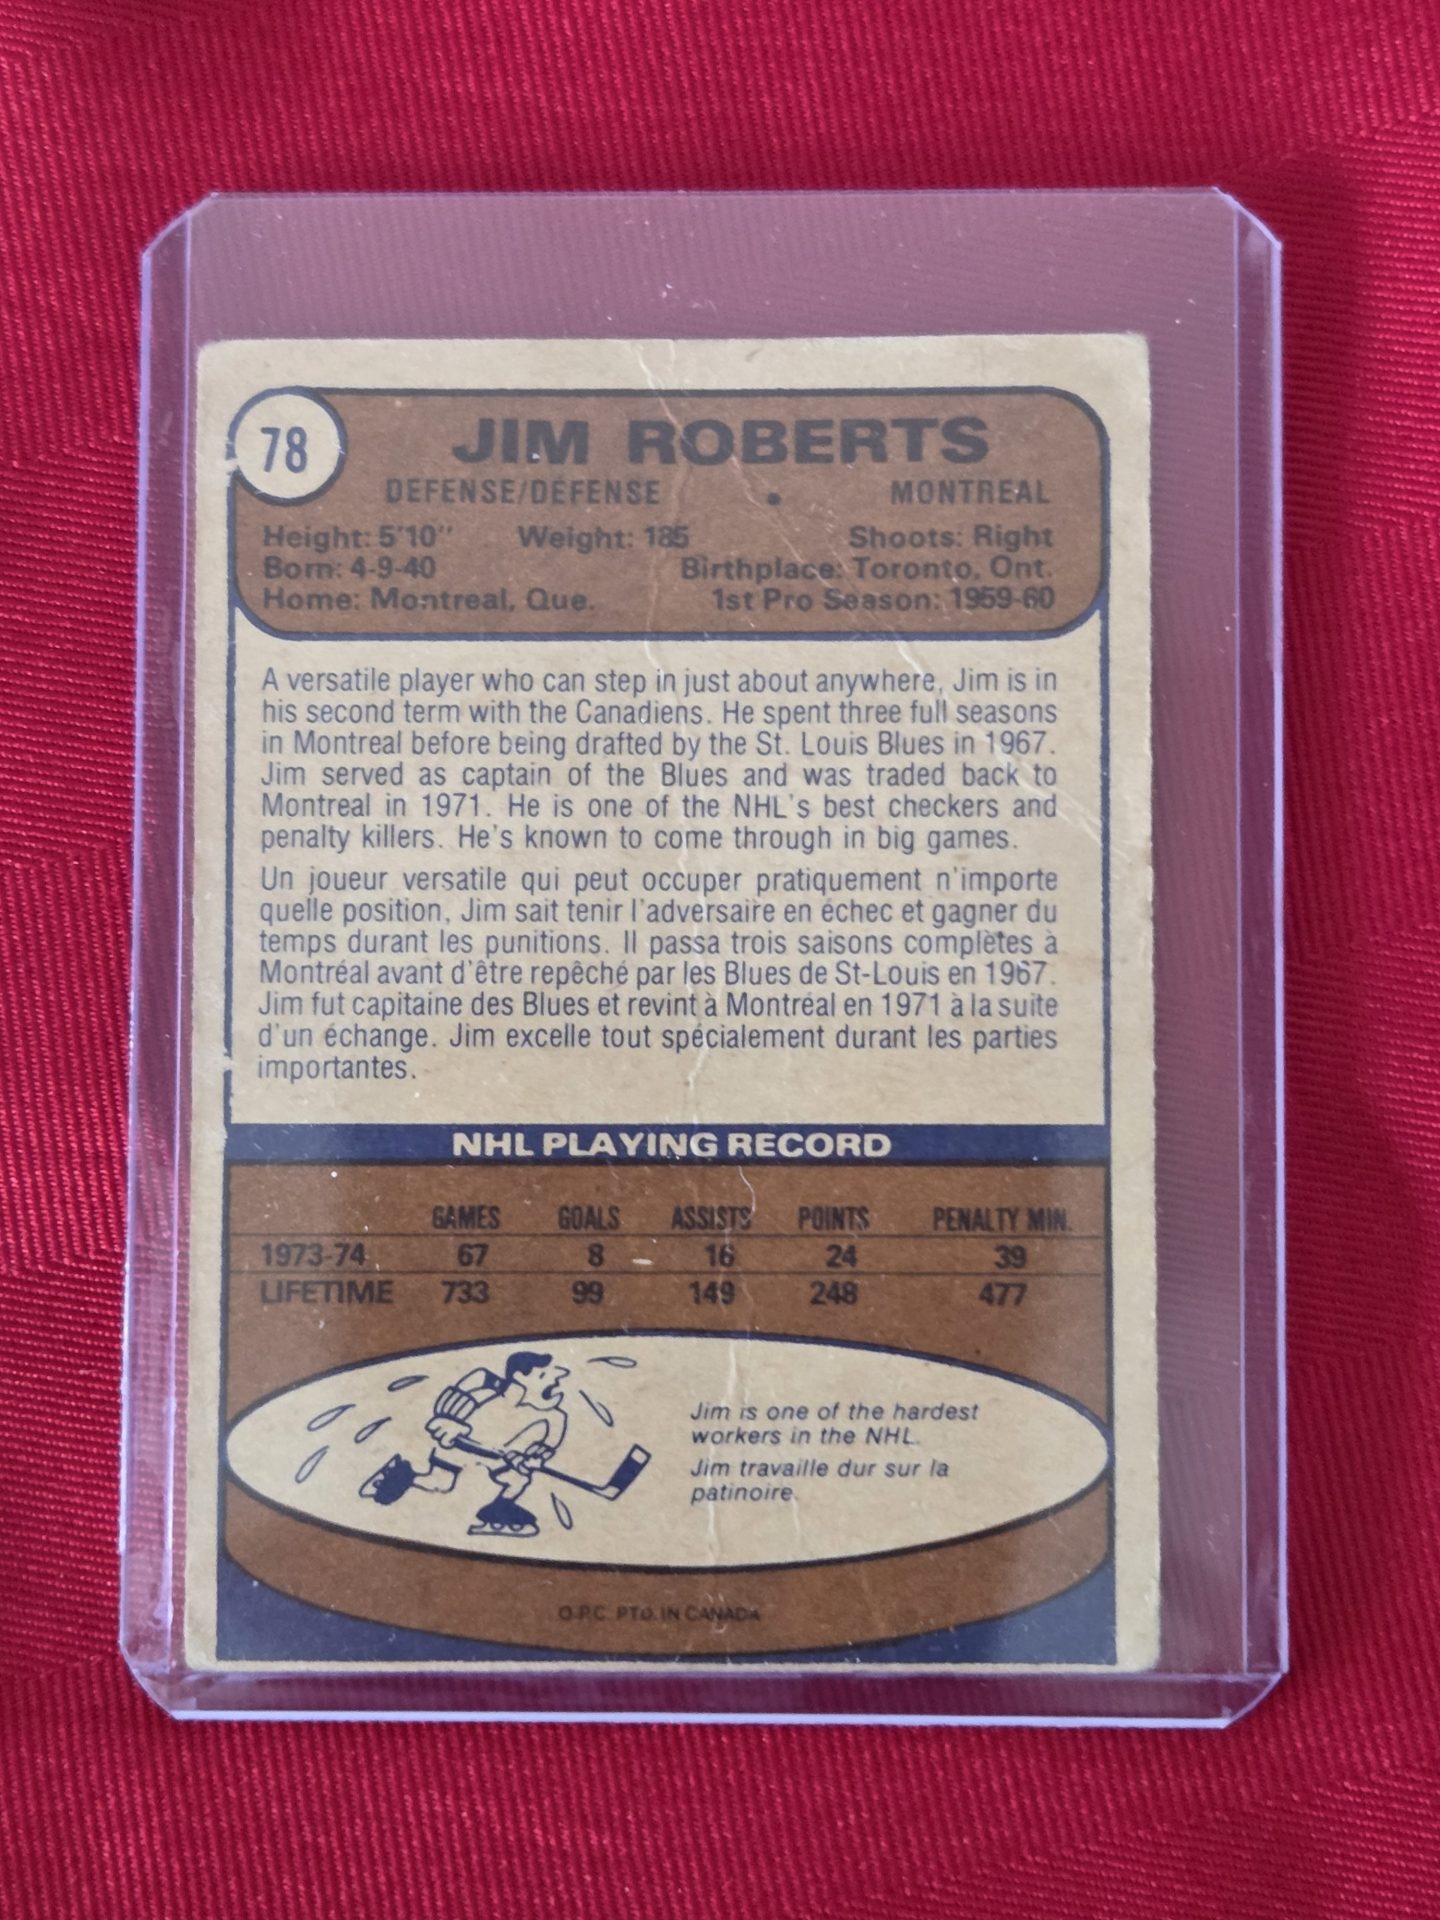 78
JIM ROBERTS
DEFENSE/DÉFENSE • MONTREAL
Height: 5'10" Weight: 185 Shoots: Right
Born: 4-9-40 Birthplace: Toronto, Ont.
Home: Montreal, Que. 1st Pro Season: 1959-60
A versatile player who can step in just about anywhere, Jim is in
his second term with the Canadiens. He spent three full seasons
in Montreal before being drafted by the St. Louis Blues in 1967.
Jim served as captain of the Blues and was traded back to
Montreal in 1971. He is one of the NHL's best checkers and
penalty killers. He's known to come through in big games.
Un joueur versatile qui peut occuper pratiquement n'importe
quelle position, Jim sait tenir l'adversaire en échec et gagner du
temps durant les punitions. Il passa trois saisons complètes à
Montréal avant d'être repêché par les Blues de St-Louis en 1967.
Jim fut capitaine des Blues et revint à Montréal en 1971 à la suite
d'un échange. Jim excelle tout spécialement durant les parties
importantes.
NHL PLAYING RECORD
GAMES GOALS ASSISTS POINTS PENALTY MIN.
1973-74 67 8 16 24 39
LIFETIME 733 99 149 248 477
Jim is one of the hardest
workers in the NHL.
Jim travaille dur sur la
patinoire.
O.P.C. PTD. IN CANADA